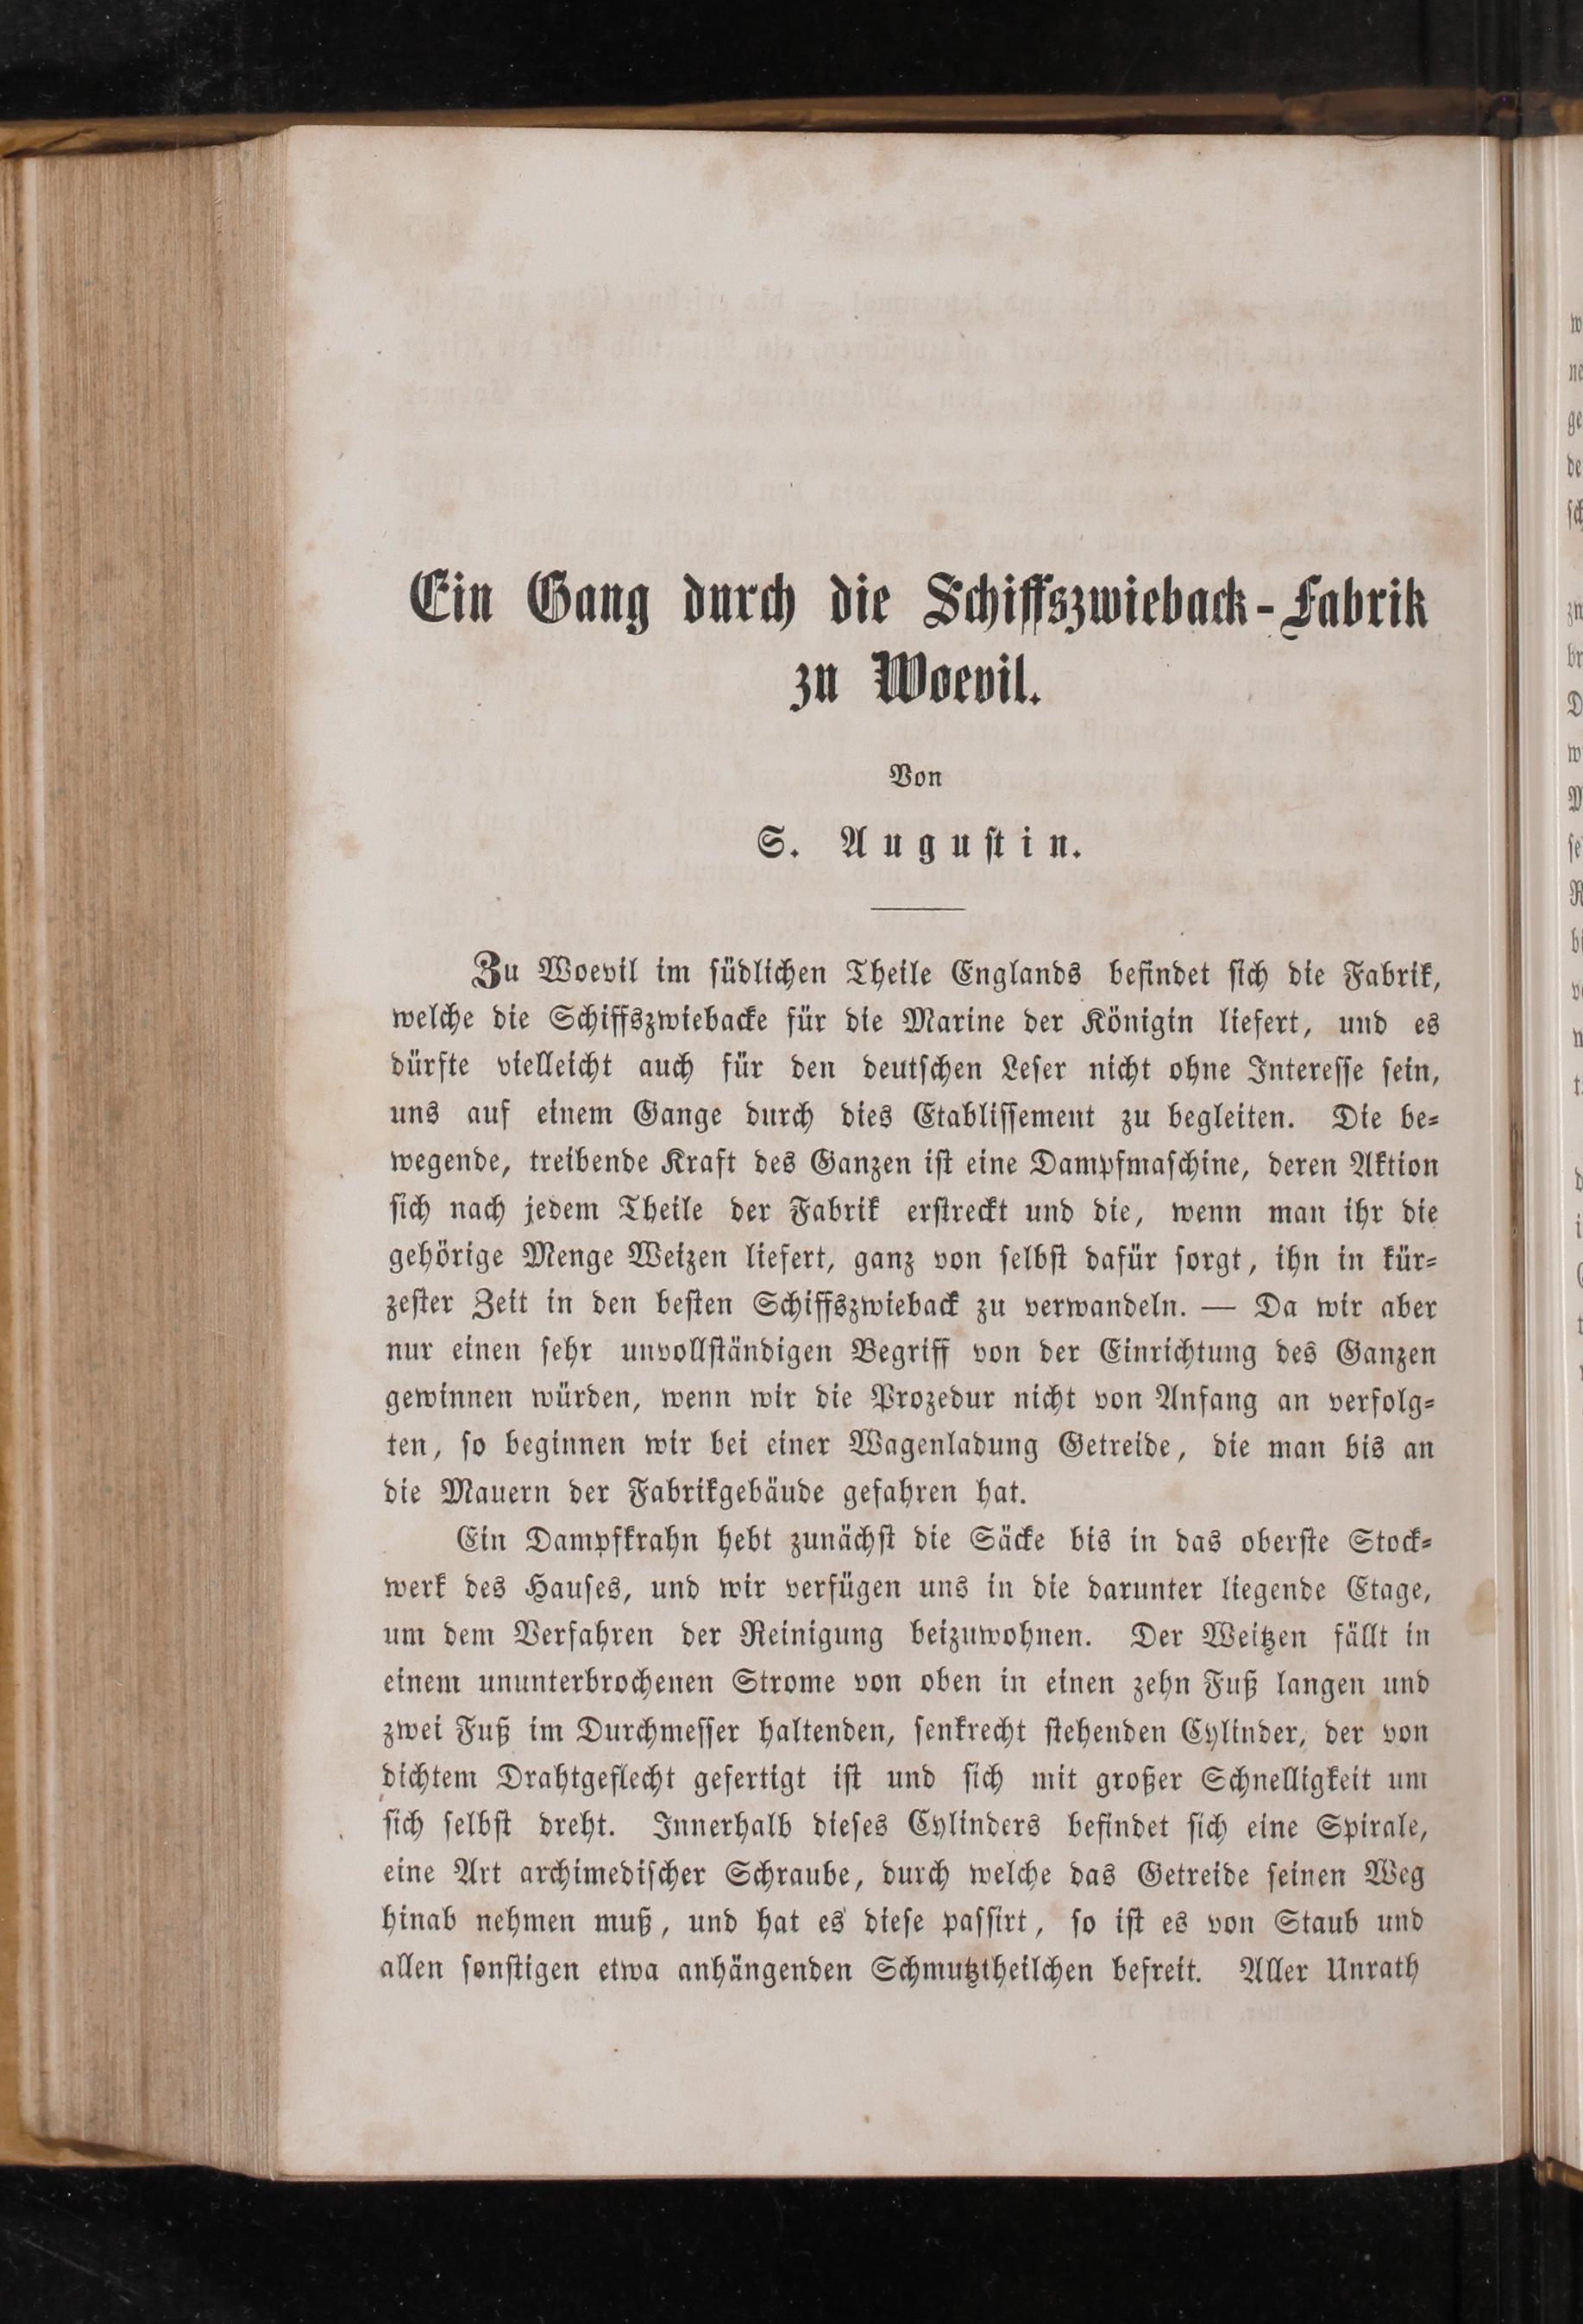 Ein Gang durch die Schiffszwieback-Fabrik
zu Woevil.
Von
S. Augustin.
Zu Woevil im südlichen Theile Englands befindet sich die Fabrik,
welche die Schiffszwiebacke für die Marine der Königin liefert, und es
dürfte vielleicht auch für den deutschen Leser nicht ohne Interesse sein,
uns auf einem Gange durch dies Etablissement zu begleiten. Die be-
wegende, treibende Kraft des Ganzen ist eine Dampfmaschine, deren Aktion
sich nach jedem Theile der Fabrik erstreckt und die, wenn man ihr die
gehörige Menge Weizen liefert, ganz von selbst dafür sorgt, ihn in kür-
zester Zeit in den besten Schiffszwieback zu verwandeln. — Da wir aber
nur einen sehr unvollständigen Begriff von der Einrichtung des Ganzen
gewinnen würden, wenn wir die Prozedur nicht von Anfang an verfolg-
ten, so beginnen wir bei einer Wagenladung Getreide, die man bis an
die Mauern der Fabrikgebäude gefahren hat.
Ein Dampfkrahn hebt zunächst die Säcke bis in das oberste Stock-
werk des Hauses, und wir verfügen uns in die darunter liegende Etage,
um dem Verfahren der Reinigung beizuwohnen. Der Weitzen fällt in
einem ununterbrochenen Strome von oben in einen zehn Fuß langen und
zwei Fuß im Durchmesser haltenden, senkrecht stehenden Cylinder, der von
dichtem Drahtgeflecht gefertigt ist und sich mit großer Schnelligkeit um
sich selbst dreht. Innerhalb dieses Cylinders befindet sich eine Spirale,
eine Art archimedischer Schraube, durch welche das Getreide seinen Weg
hinab nehmen muß, und hat es diese passirt, so ist es von Staub und
allen sonstigen etwa anhängenden Schmutztheilchen befreit. Aller Unrath